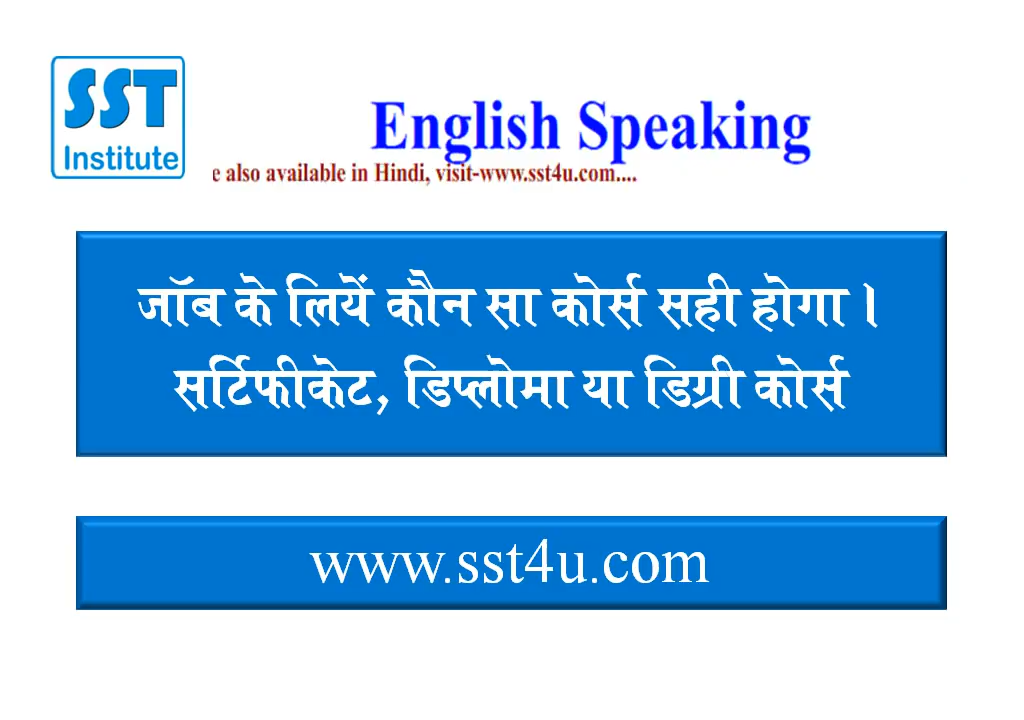 SST
Institute
English Speaking
also available in Hindi, visit-www.sst4u.com....
जॉब के लियें कौन सा कोर्स सही होगा ।
सर्टिफीकेट, डिप्लोमा या डिग्री कोर्स
www.sst4u.com